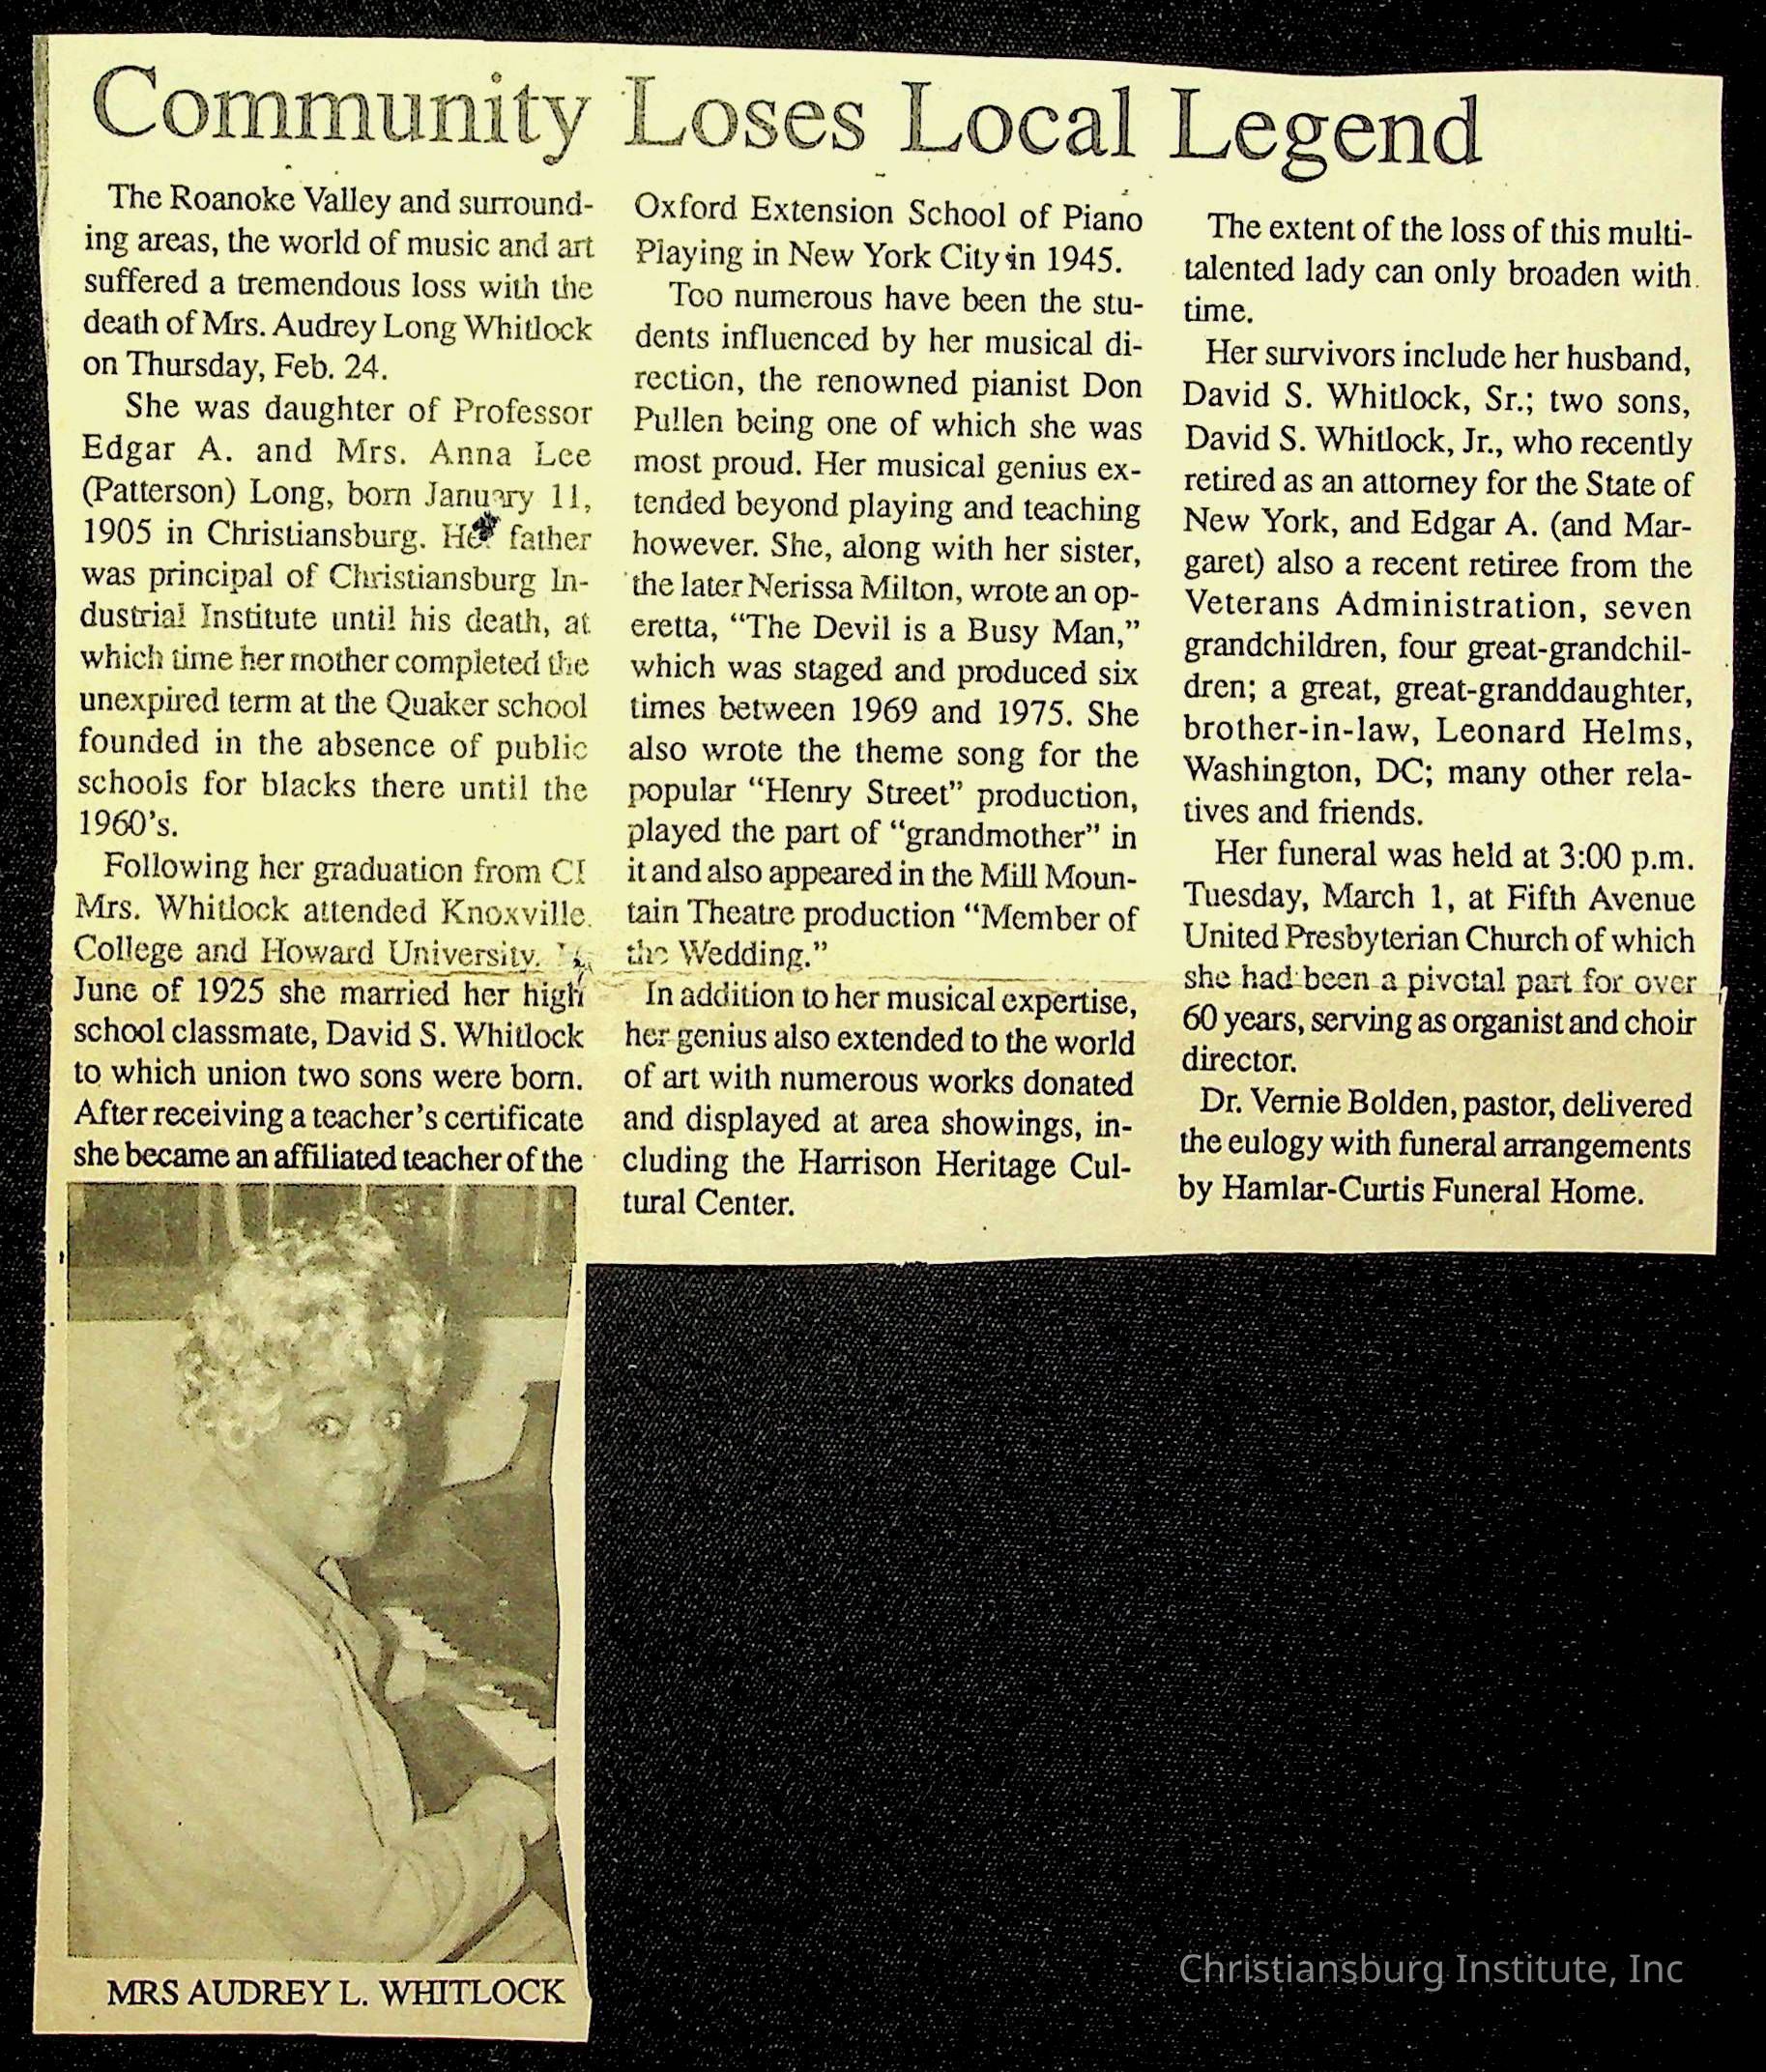 Community Loses Local Legend
The Roanoke Valley and surround-
ing areas, the world of music and art
suffered a tremendous loss with the
death of Mrs. Audrey Long Whitlock
on Thursday, Feb. 24.
She was daughter of Professor
Edgar A. and Mrs. Anna Lee
(Patterson) Long, born January 11,
1905 in Christiansburg. Her father
was principal of Christiansburg In-
dustrial Institute until his death, at
which time her mother completed the
unexpired term at the Quaker school
founded in the absence of public
schools for blacks there until the
1960's.
Following her graduation from CI
Mrs. Whitlock attended Knoxville
College and Howard University.
June of 1925 she married her high
school classmate, David S. Whitlock
to which union two sons were born.
After receiving a teacher's certificate
she became an affiliated teacher of the
MRS AUDREY L. WHITLOCK
Oxford Extension School of Piano
Playing in New York City in 1945.
Too numerous have been the stu-
dents influenced by her musical di-
rection, the renowned pianist Don
Pullen being one of which she was
most proud. Her musical genius ex-
tended beyond playing and teaching
however. She, along with her sister,
the later Nerissa Milton, wrote an op-
eretta, “The Devil is a Busy Man,”
which was staged and produced six
times between 1969 and 1975. She
also wrote the theme song for the
popular “Henry Street” production,
played the part of “grandmother” in
it and also appeared in the Mill Moun-
tain Theatre production “Member of
the Wedding.”
In addition to her musical expertise,
her genius also extended to the world
of art with numerous works donated
and displayed at area showings, in-
cluding the Harrison Heritage Cul-
tural Center.
The extent of the loss of this multi-
talented lady can only broaden with
time.
Her survivors include her husband,
David S. Whitlock, Sr.; two sons,
David S. Whitlock, Jr., who recently
retired as an attorney for the State of
New York, and Edgar A. (and Mar-
garet) also a recent retiree from the
Veterans Administration, seven
grandchildren, four great-grandchil-
dren; a great, great-granddaughter,
brother-in-law, Leonard Helms,
Washington, DC; many other rela-
tives and friends.
Her funeral was held at 3:00 p.m.
Tuesday, March 1, at Fifth Avenue
United Presbyterian Church of which
she had been a pivotal part for over
60 years, serving as organist and choir
director.
Dr. Vernie Bolden, pastor, delivered
the eulogy with funeral arrangements
by Hamlar-Curtis Funeral Home.
Christiansburg Institute, Inc